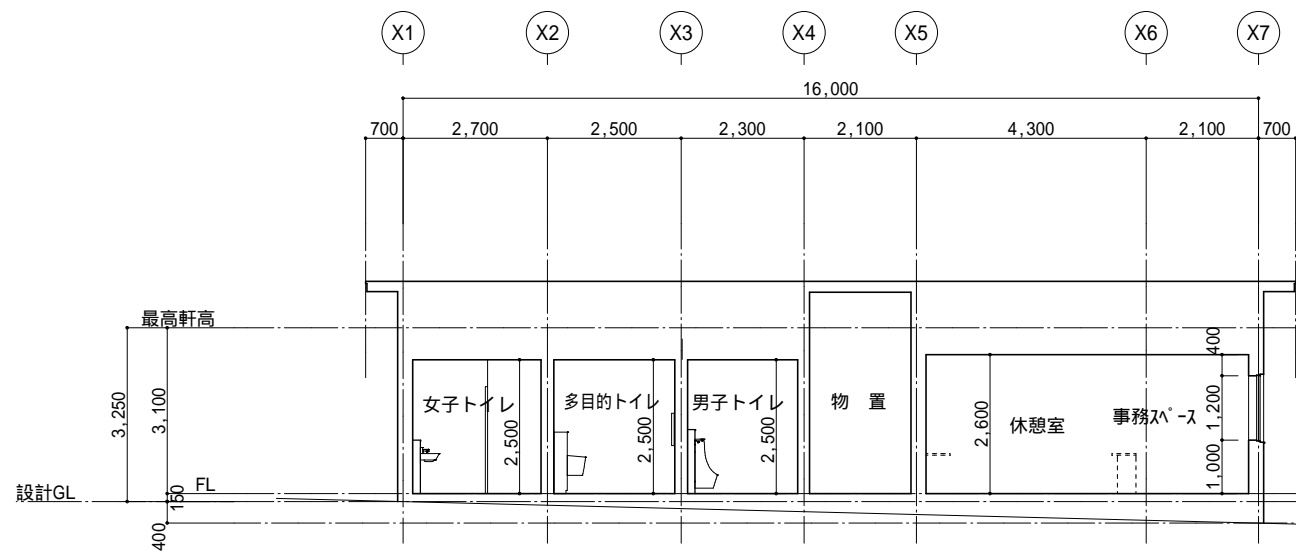 X1 X2 X3 X4 X5 X6 X7
16,000
700 2,700 2,500 2,300 2,100 4,300 2,100 700
最高軒高
3,250
3,100
女子トイレ
2,500
多目的トイレ
2,500
男子トイレ
2,500
物 置
2,600
休憩室
事務スペース
400
1,200
1,000
設計GL
FL
150
400